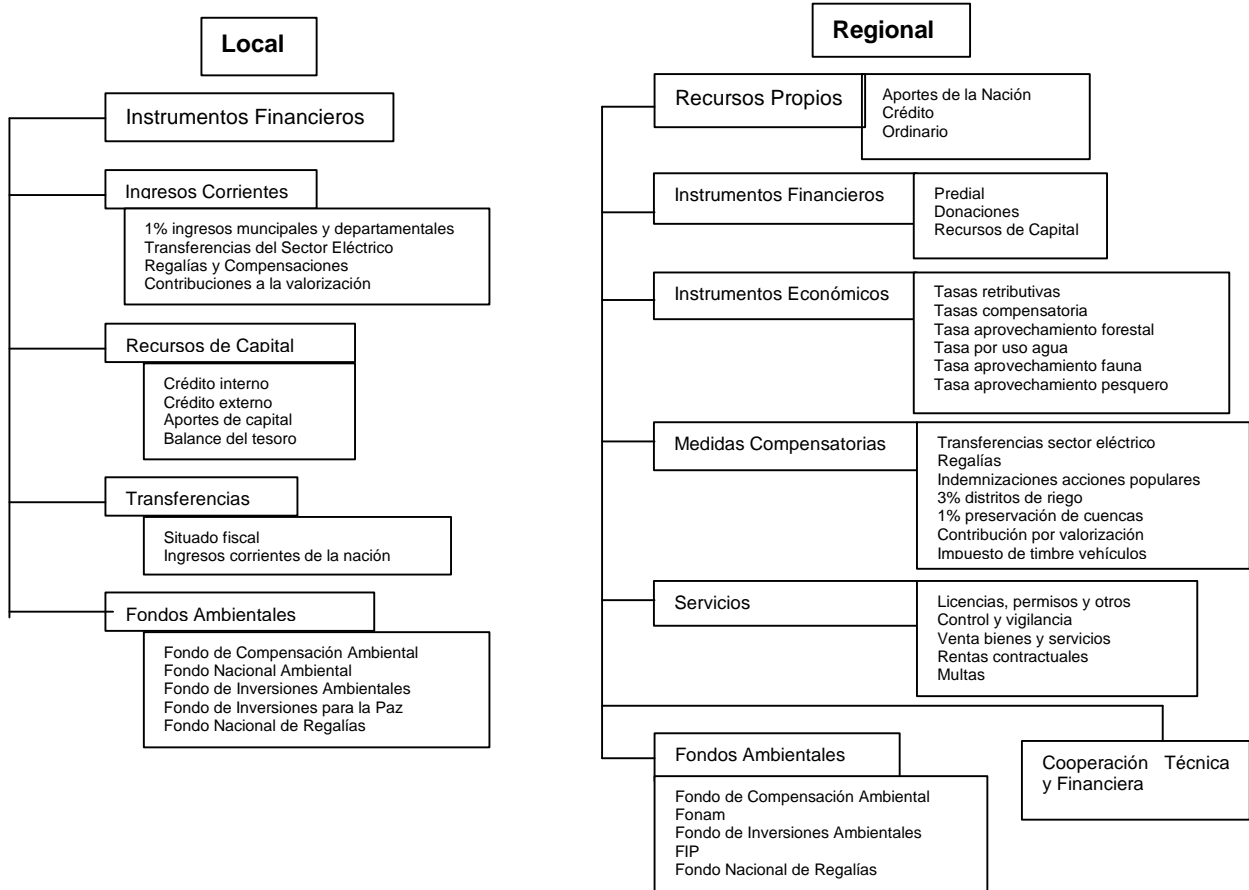 Local
Instrumentos Financieros
Ingresos Corrientes
1% ingresos muncipales y departamentales
Transferencias del Sector Eléctrico
Regalías y Compensaciones
Contribuciones a la valorización
Recursos de Capital
Crédito interno
Crédito externo
Aportes de capital
Balance del tesoro
Transferencias
Situado fiscal
Ingresos corrientes de la nación
Fondos Ambientales
Fondo de Compensación Ambiental
Fondo Nacional Ambiental
Fondo de Inversiones Ambientales
Fondo de Inversiones para la Paz
Fondo Nacional de Regalías
Regional
Recursos Propios
Aportes de la Nación
Crédito
Ordinario
Instrumentos Financieros
Predial
Donaciones
Recursos de Capital
Instrumentos Económicos
Tasas retributivas
Tasas compensatoria
Tasa aprovechamiento forestal
Tasa por uso agua
Tasa aprovechamiento fauna
Tasa aprovechamiento pesquero
Medidas Compensatorias
Transferencias sector eléctrico
Regalías
Indemnizaciones acciones populares
3% distritos de riego
1% preservación de cuencas
Contribución por valorización
Impuesto de timbre vehículos
Servicios
Licencias, permisos y otros
Control y vigilancia
Venta bienes y servicios
Rentas contractuales
Multas
Fondos Ambientales
Fondo de Compensación Ambiental
Fonam
Fondo de Inversiones Ambientales
FIP
Fondo Nacional de Regalías
Cooperación Técnica
y Financiera